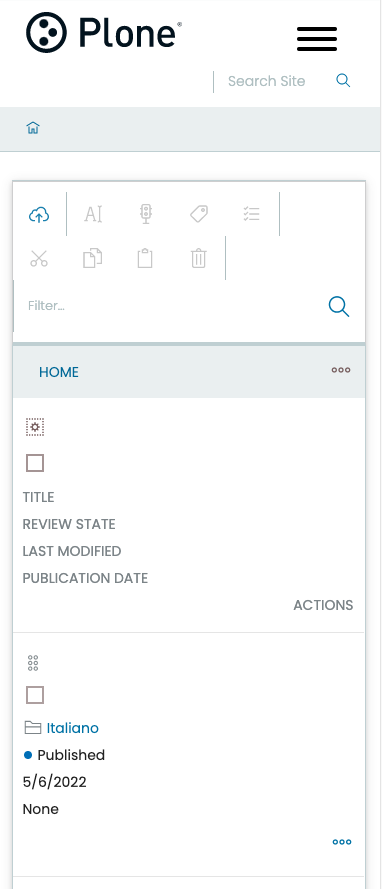 Plone®
Search Site
Filter...
HOME
TITLE
REVIEW STATE
LAST MODIFIED
PUBLICATION DATE
ACTIONS
Italiano
Published
5/6/2022
None